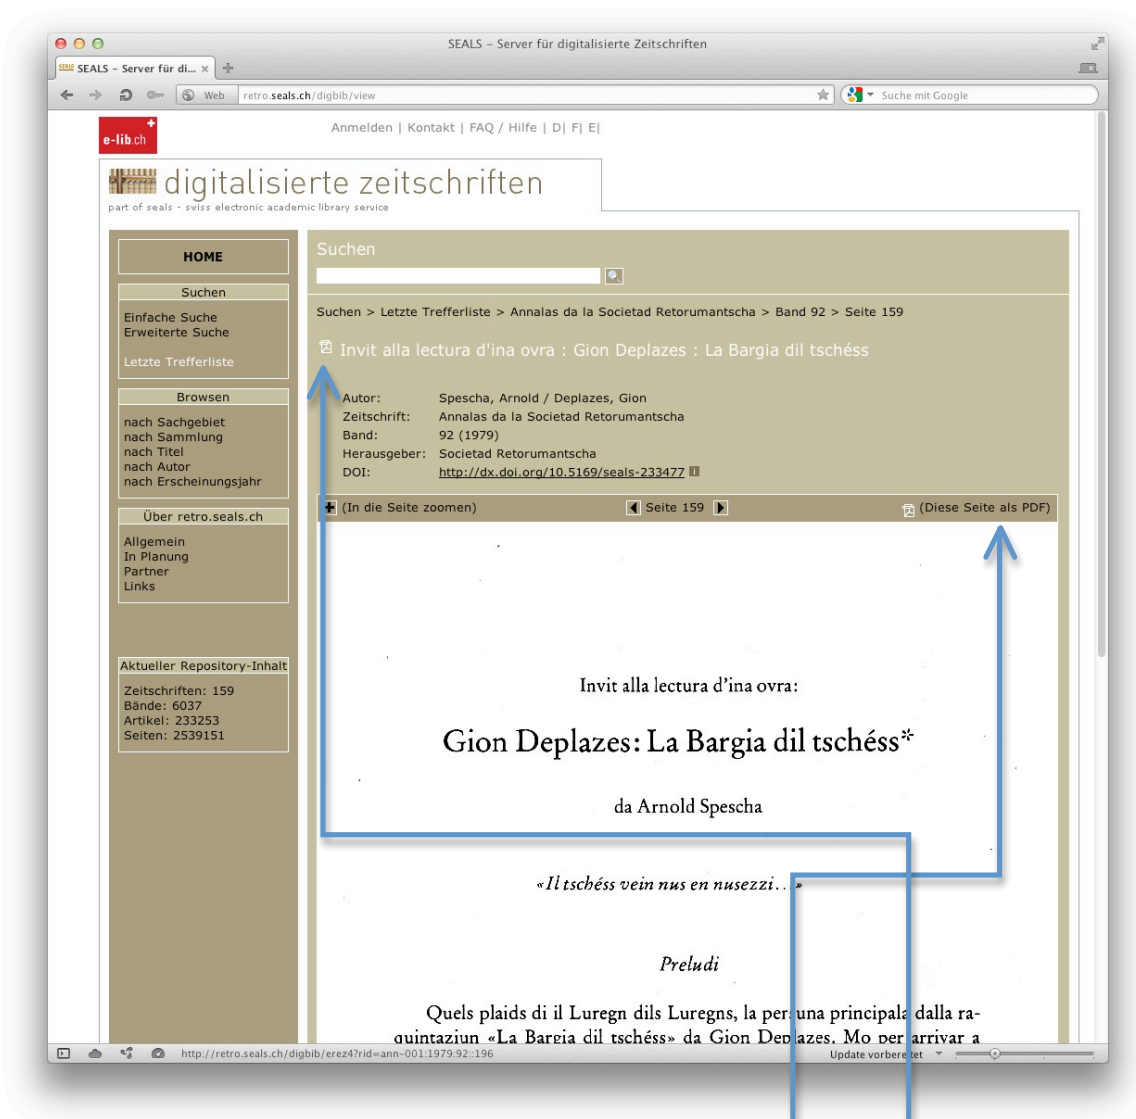 SEALS – Server für digitalisierte Zeitschriften
SEALS – Server für di... × +
Web retro.seals.ch/digbib/view Suche mit Google
e-lib.ch
Anmelden | Kontakt | FAQ / Hilfe | D| F| E|
digitalisierte zeitschriften
part of seals - swiss electronic academic library service
HOME
Suchen
Einfache Suche
Erweiterte Suche
Letzte Trefferliste
Browsen
nach Sachgebiet
nach Sammlung
nach Titel
nach Autor
nach Erscheinungsjahr
Über retro.seals.ch
Allgemein
In Planung
Partner
Links
Aktueller Repository-Inhalt
Zeitschriften: 159
Bände: 6037
Artikel: 233253
Seiten: 2539151
Suchen
Suchen > Letzte Trefferliste > Annalas da la Societad Retorumantscha > Band 92 > Seite 159
Invit alla lectura d'ina ovra : Gion Deplazes : La Bargia dil tschéss
Autor: Spescha, Arnold / Deplazes, Gion
Zeitschrift: Annalas da la Societad Retorumantscha
Band: 92 (1979)
Herausgeber: Societad Retorumantscha
DOI: http://dx.doi.org/10.5169/seals-233477
(In die Seite zoomen) Seite 159 (Diese Seite als PDF)
Invit alla lectura d'ina ovra:
Gion Deplazes: La Bargia dil tschéss*
da Arnold Spescha
«Il tschéss vein nus en nusezzi...»
Preludi
Quels plaids di il Luregn dils Luregns, la persuna principala dalla ra-
quintaziun «La Bargia dil tschéss» da Gion Deplazes. Mo per arrivar a
http://retro.seals.ch/digbib/erez4?rid=ann-001:1979:92::196 Update vorbereitet